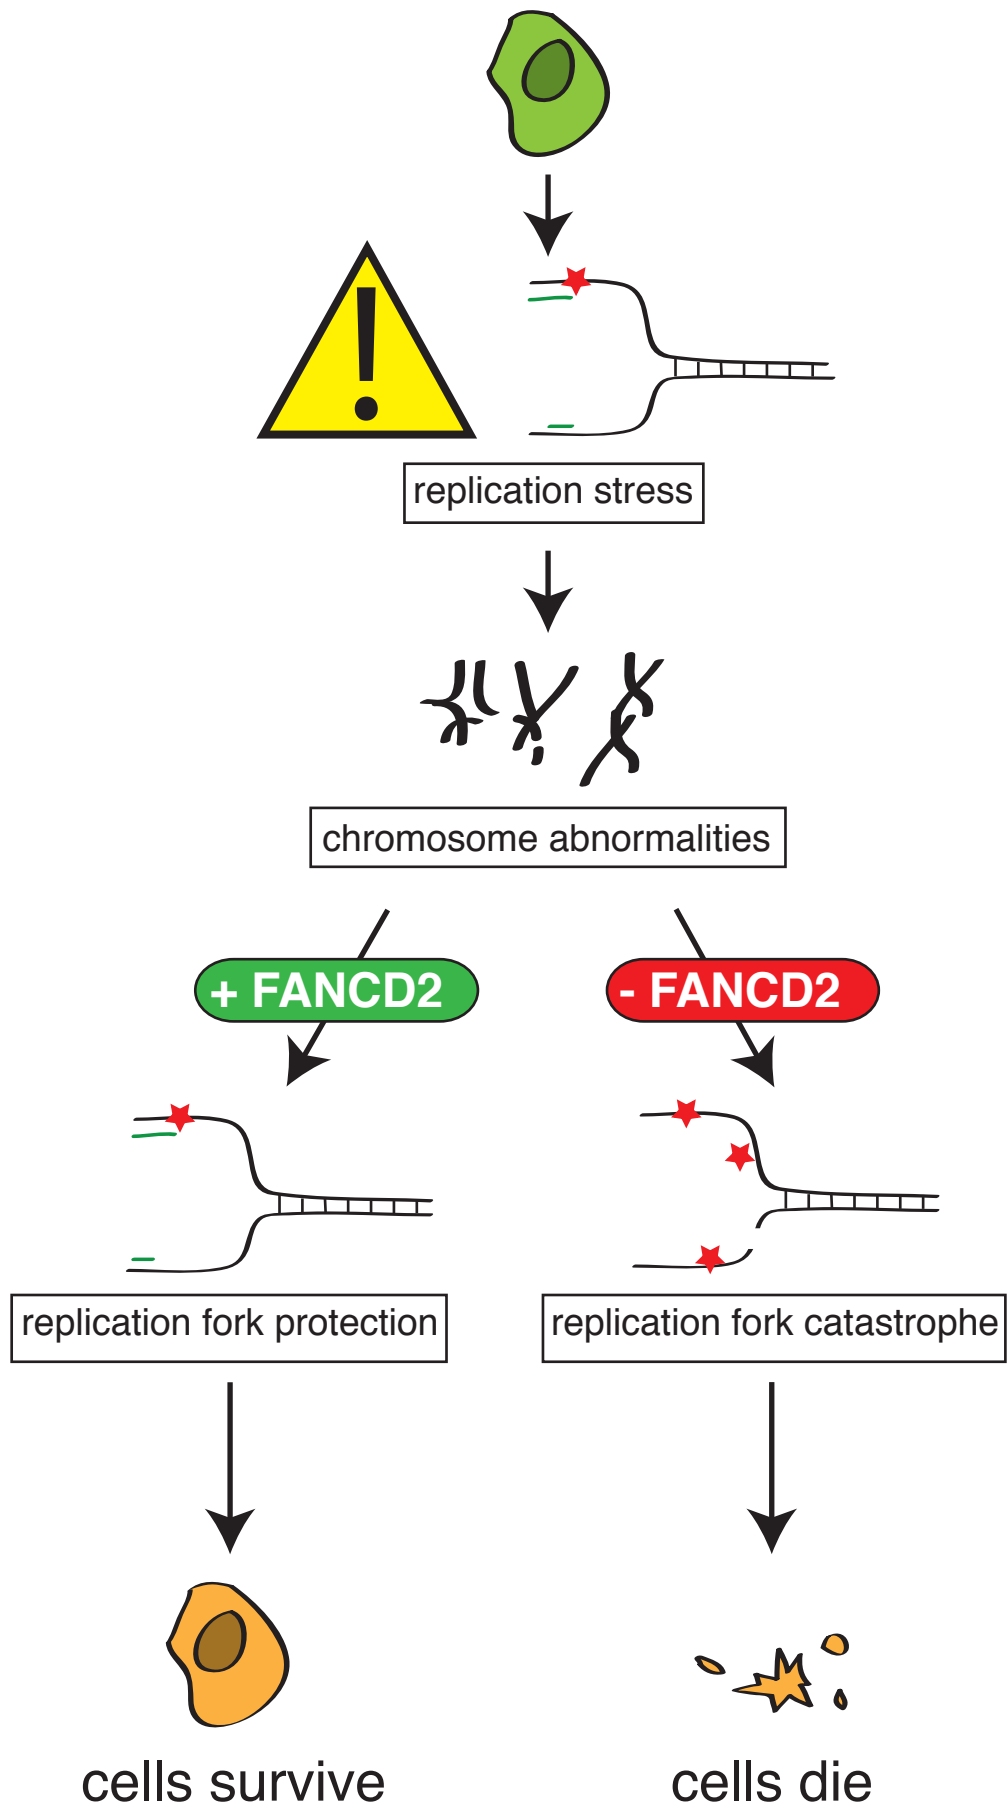 !
replication stress
chromosome abnormalities
+ FANCD2
- FANCD2
replication fork protection
replication fork catastrophe
cells survive
cells die